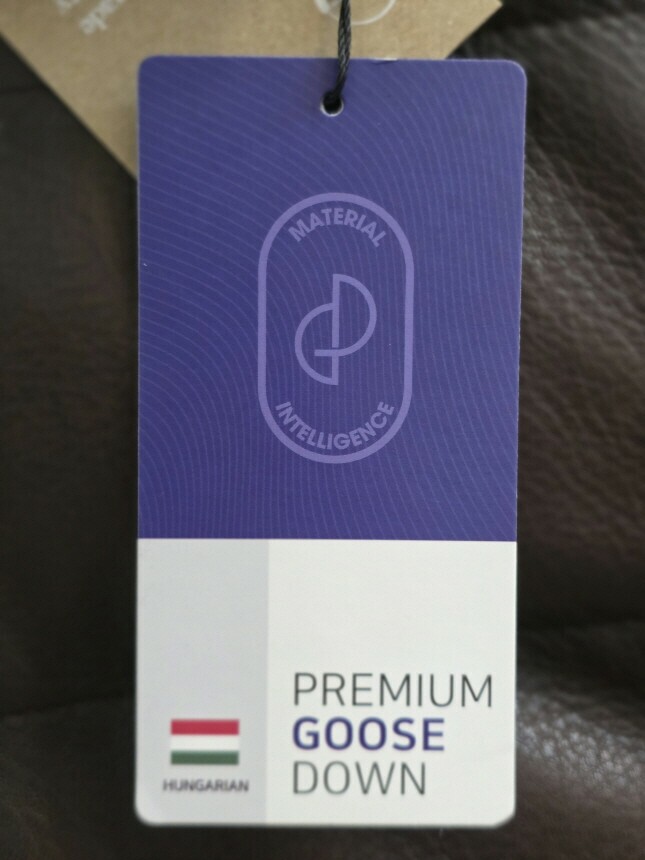 MATERIAL
INTELLIGENCE
HUNGARIAN
PREMIUM
GOOSE
DOWN